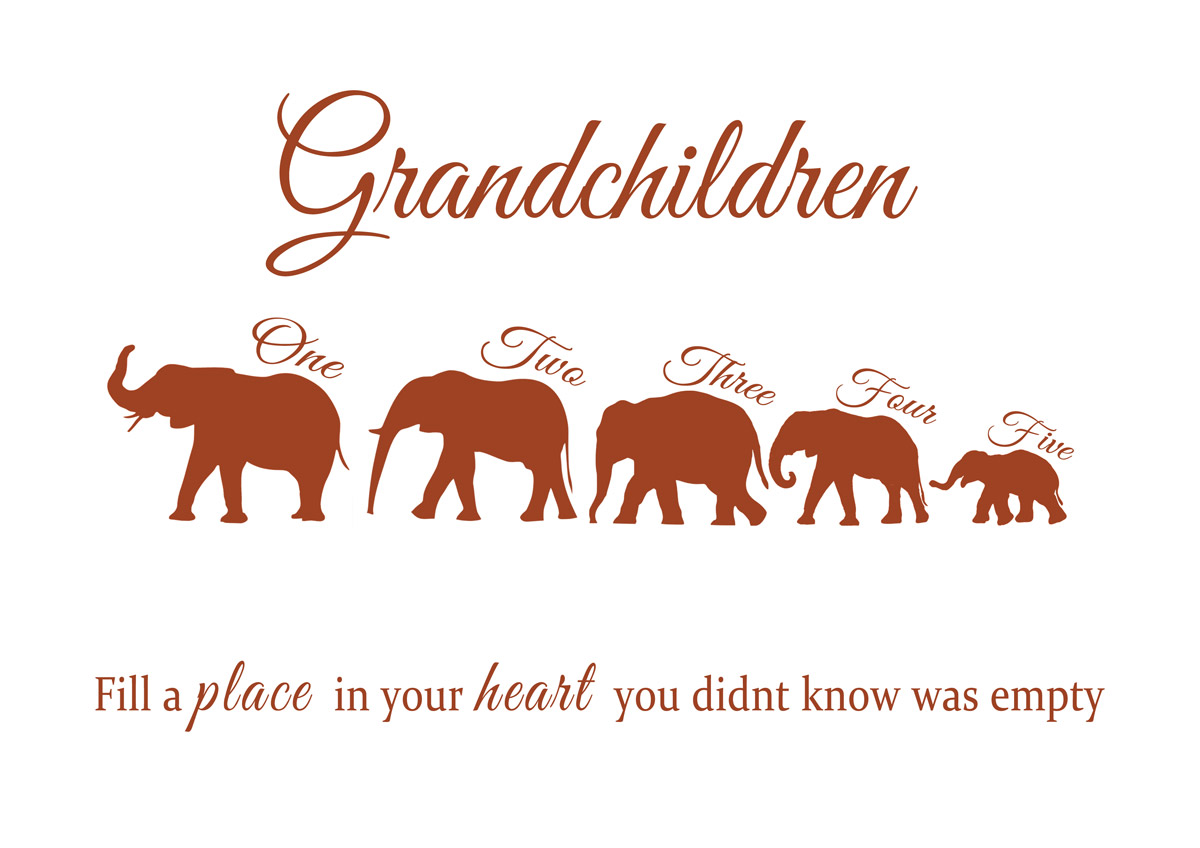 Grandchildren
One Two Three Four Five
Fill a place in your heart you didnt know was empty